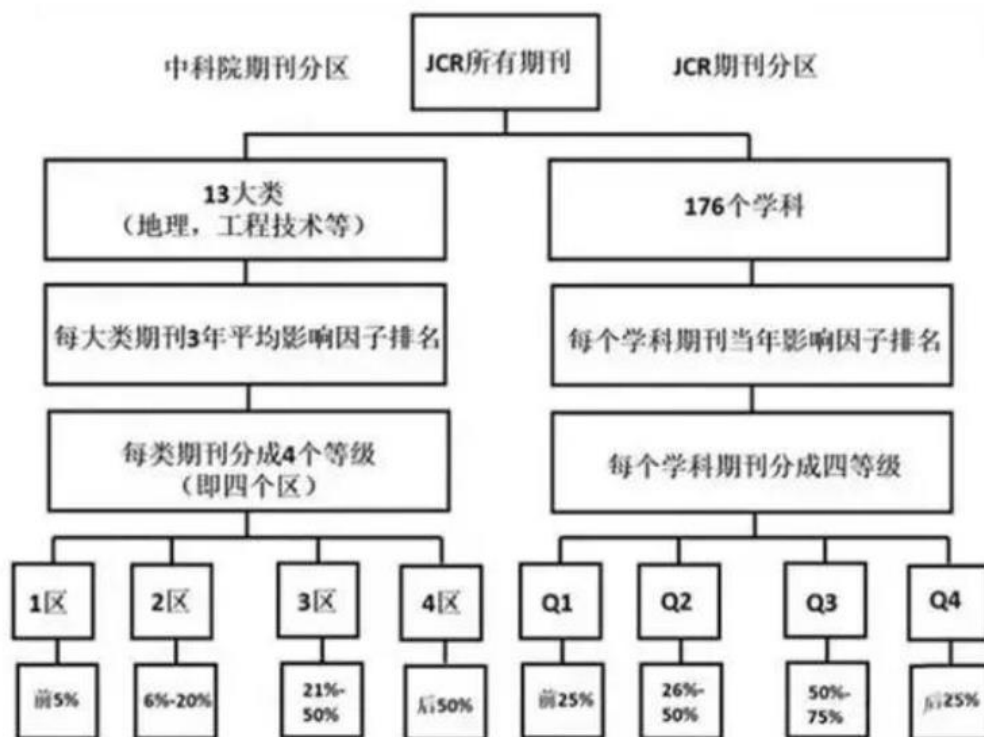 中科院期刊分区
JCR所有期刊
JCR期刊分区
13大类
（地理，工程技术等）
176个学科
每大类期刊3年平均影响因子排名
每个学科期刊当年影响因子排名
每类期刊分成4个等级
（即四个区）
每个学科期刊分成四等级
1区
2区
3区
4区
Q1
Q2
Q3
Q4
前5%
6%-20%
21%-
50%
后50%
前25%
26%-
50%
50%-
75%
后25%